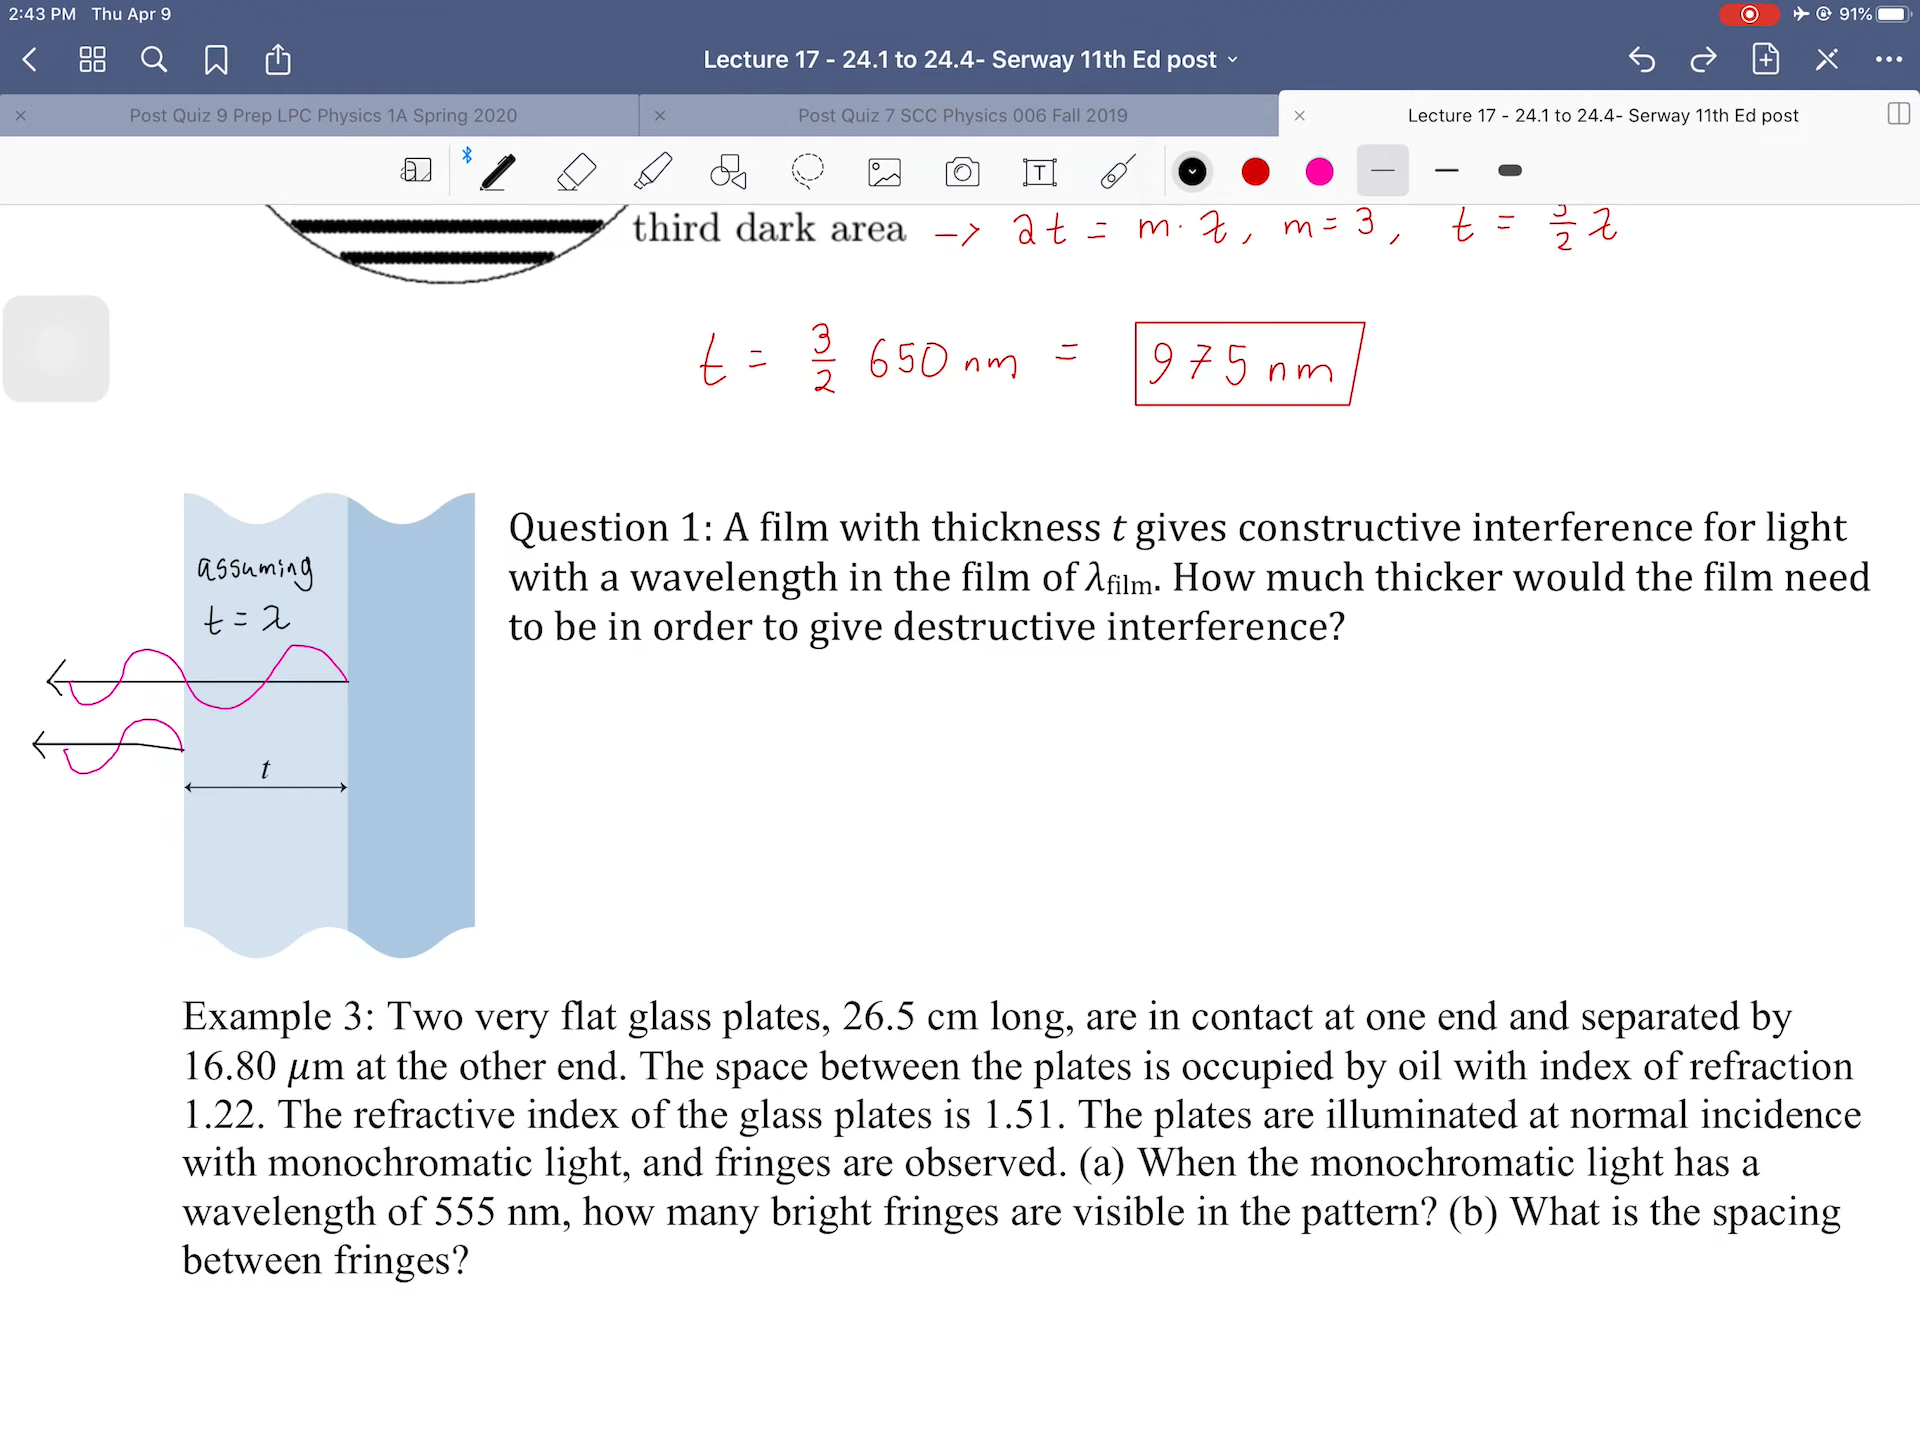 2:43 PM Thu Apr 9
91%
Lecture 17 - 24.1 to 24.4- Serway 11th Ed post
Post Quiz 9 Prep LPC Physics 1A Spring 2020
Post Quiz 7 SCC Physics 006 Fall 2019
Lecture 17 - 24.1 to 24.4- Serway 11th Ed post
third dark area -> 2t = m·λ, m = 3, t = 3/2 λ
t = 3/2 650 nm = 975 nm
assuming
t = λ
t
Question 1: A film with thickness t gives constructive interference for light
with a wavelength in the film of λfilm. How much thicker would the film need
to be in order to give destructive interference?
Example 3: Two very flat glass plates, 26.5 cm long, are in contact at one end and separated by
16.80 μm at the other end. The space between the plates is occupied by oil with index of refraction
1.22. The refractive index of the glass plates is 1.51. The plates are illuminated at normal incidence
with monochromatic light, and fringes are observed. (a) When the monochromatic light has a
wavelength of 555 nm, how many bright fringes are visible in the pattern? (b) What is the spacing
between fringes?